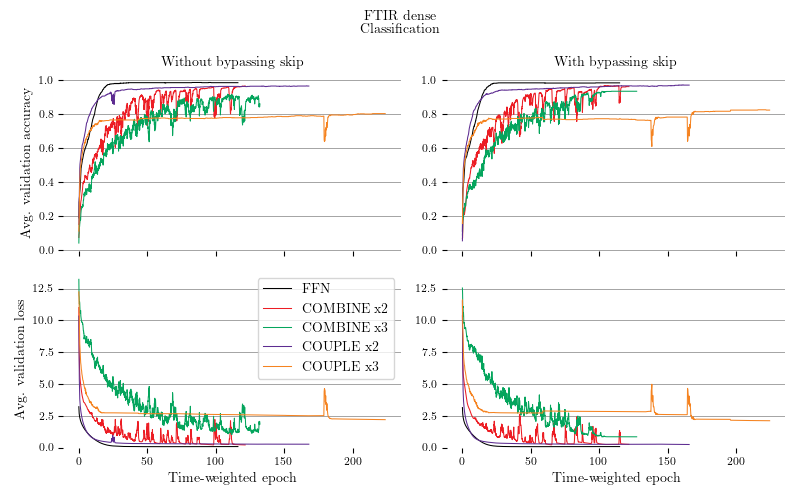 FTIR dense
Classification
Without bypassing skip
With bypassing skip
Avg. validation accuracy
1.0
0.8
0.6
0.4
0.2
0.0
1.0
0.8
0.6
0.4
0.2
0.0
Avg. validation loss
12.5
10.0
7.5
5.0
2.5
0.0
FFN
COMBINE x2
COMBINE x3
COUPLE x2
COUPLE x3
12.5
10.0
7.5
5.0
2.5
0.0
0 50 100 150 200
0 50 100 150 200
Time-weighted epoch
Time-weighted epoch